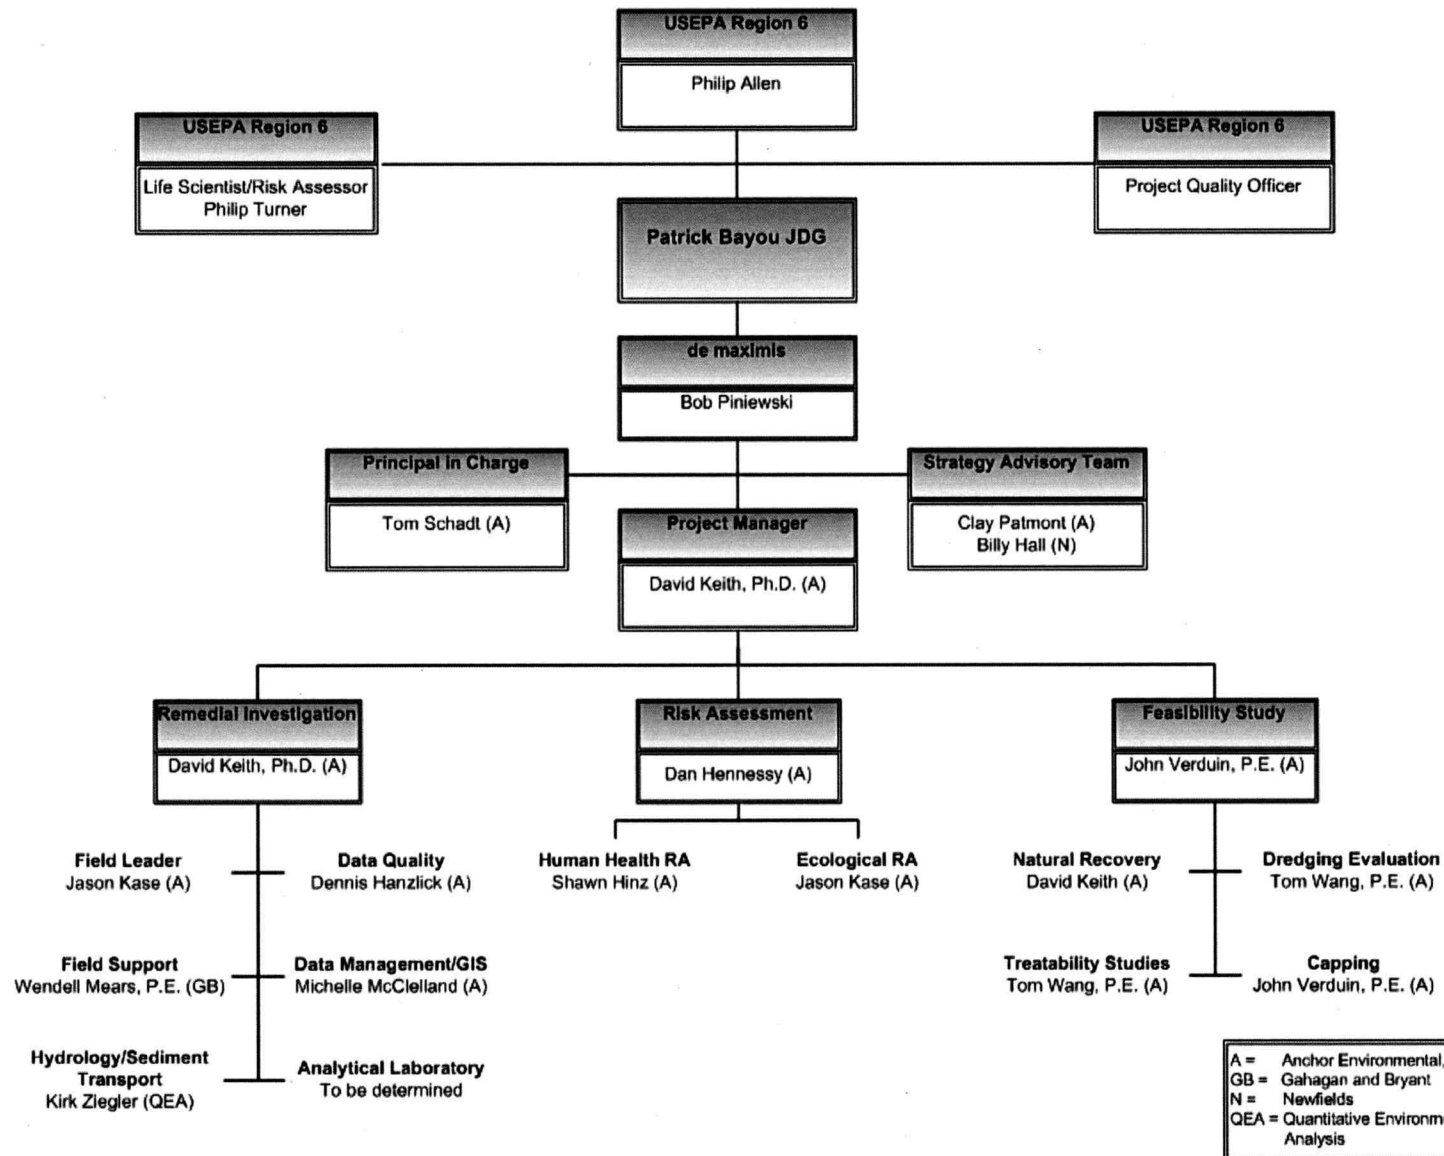 USEPA Region 6
Philip Allen
USEPA Region 6
Life Scientist/Risk Assessor
Philip Turner
USEPA Region 6
Project Quality Officer
Patrick Bayou JDG
de maximis
Bob Piniewski
Principal in Charge
Tom Schadt (A)
Strategy Advisory Team
Clay Patmont (A)
Billy Hall (N)
Project Manager
David Keith, Ph.D. (A)
Remedial Investigation
David Keith, Ph.D. (A)
Risk Assessment
Dan Hennessy (A)
Feasibility Study
John Verduin, P.E. (A)
Field Leader
Jason Kase (A)
Data Quality
Dennis Hanzlick (A)
Field Support
Wendell Mears, P.E. (GB)
Data Management/GIS
Michelle McClelland (A)
Hydrology/Sediment
Transport
Kirk Ziegler (QEA)
Analytical Laboratory
To be determined
Human Health RA
Shawn Hinz (A)
Ecological RA
Jason Kase (A)
Natural Recovery
David Keith (A)
Dredging Evaluation
Tom Wang, P.E. (A)
Treatability Studies
Tom Wang, P.E. (A)
Capping
John Verduin, P.E. (A)
A = Anchor Environmental,
GB = Gahagan and Bryant
N = Newfields
QEA = Quantitative
Analysis